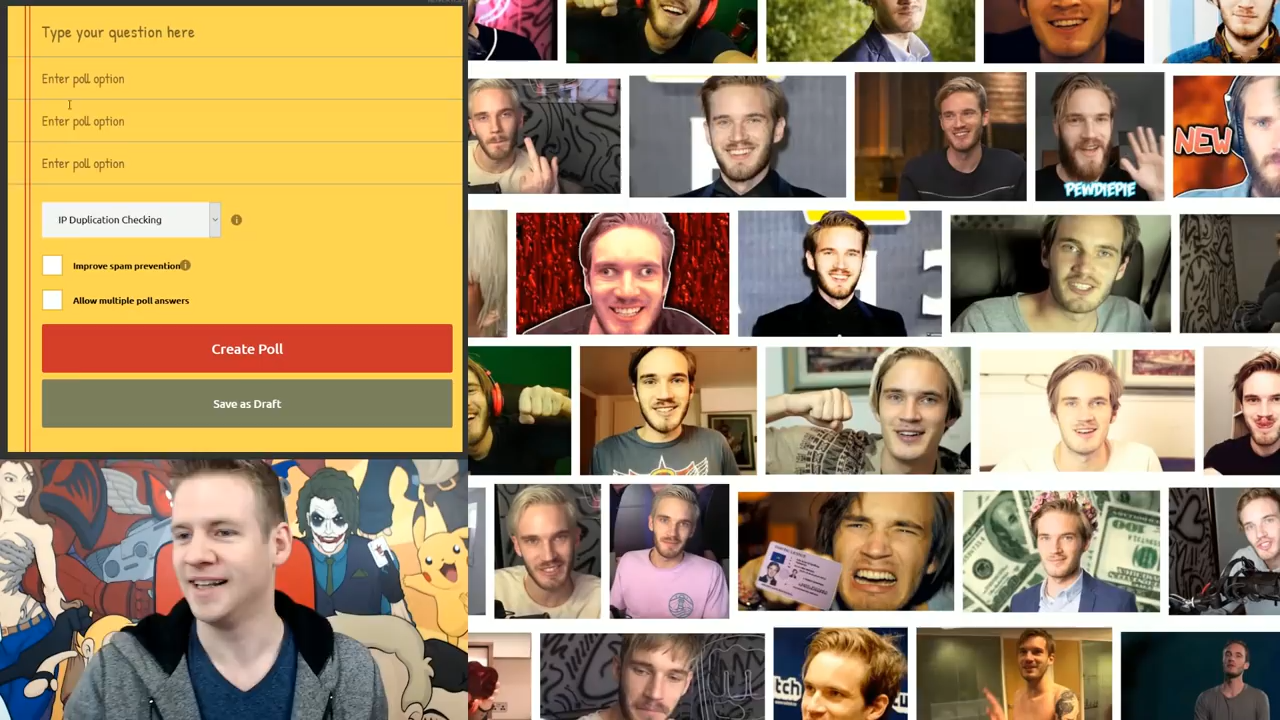 Type your question here
Enter poll option
Enter poll option
Enter poll option
IP Duplication Checking
Improve spam prevention
Allow multiple poll answers
Create Poll
Save as Draft
NEW
PEWDIEPIE